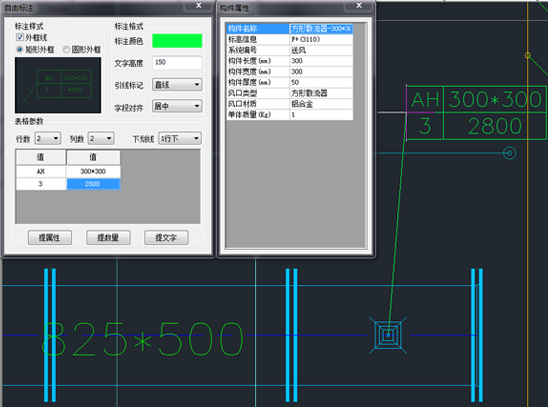 自由标注
标注样式
外框线
矩形外框 圆形外框
AH 300*300
3 2800
标注格式
标注颜色
文字高度 150
引线标记 直线
字段对齐 居中
表格参数
行数 2 列数 2 下划线 1行下
值 值
AH 300*300
3 2800
提属性 提数量 提文字
构件属性
构件名称 方形散流器-300*30
标高信息 F+(3110)
系统编号 送风
构件长度(mm) 300
构件宽度(mm) 300
构件厚度(mm) 50
风口类型 方形散流器
风口材质 铝合金
单体质量(Kg) 1
AH 300*300
3 2800
825*500